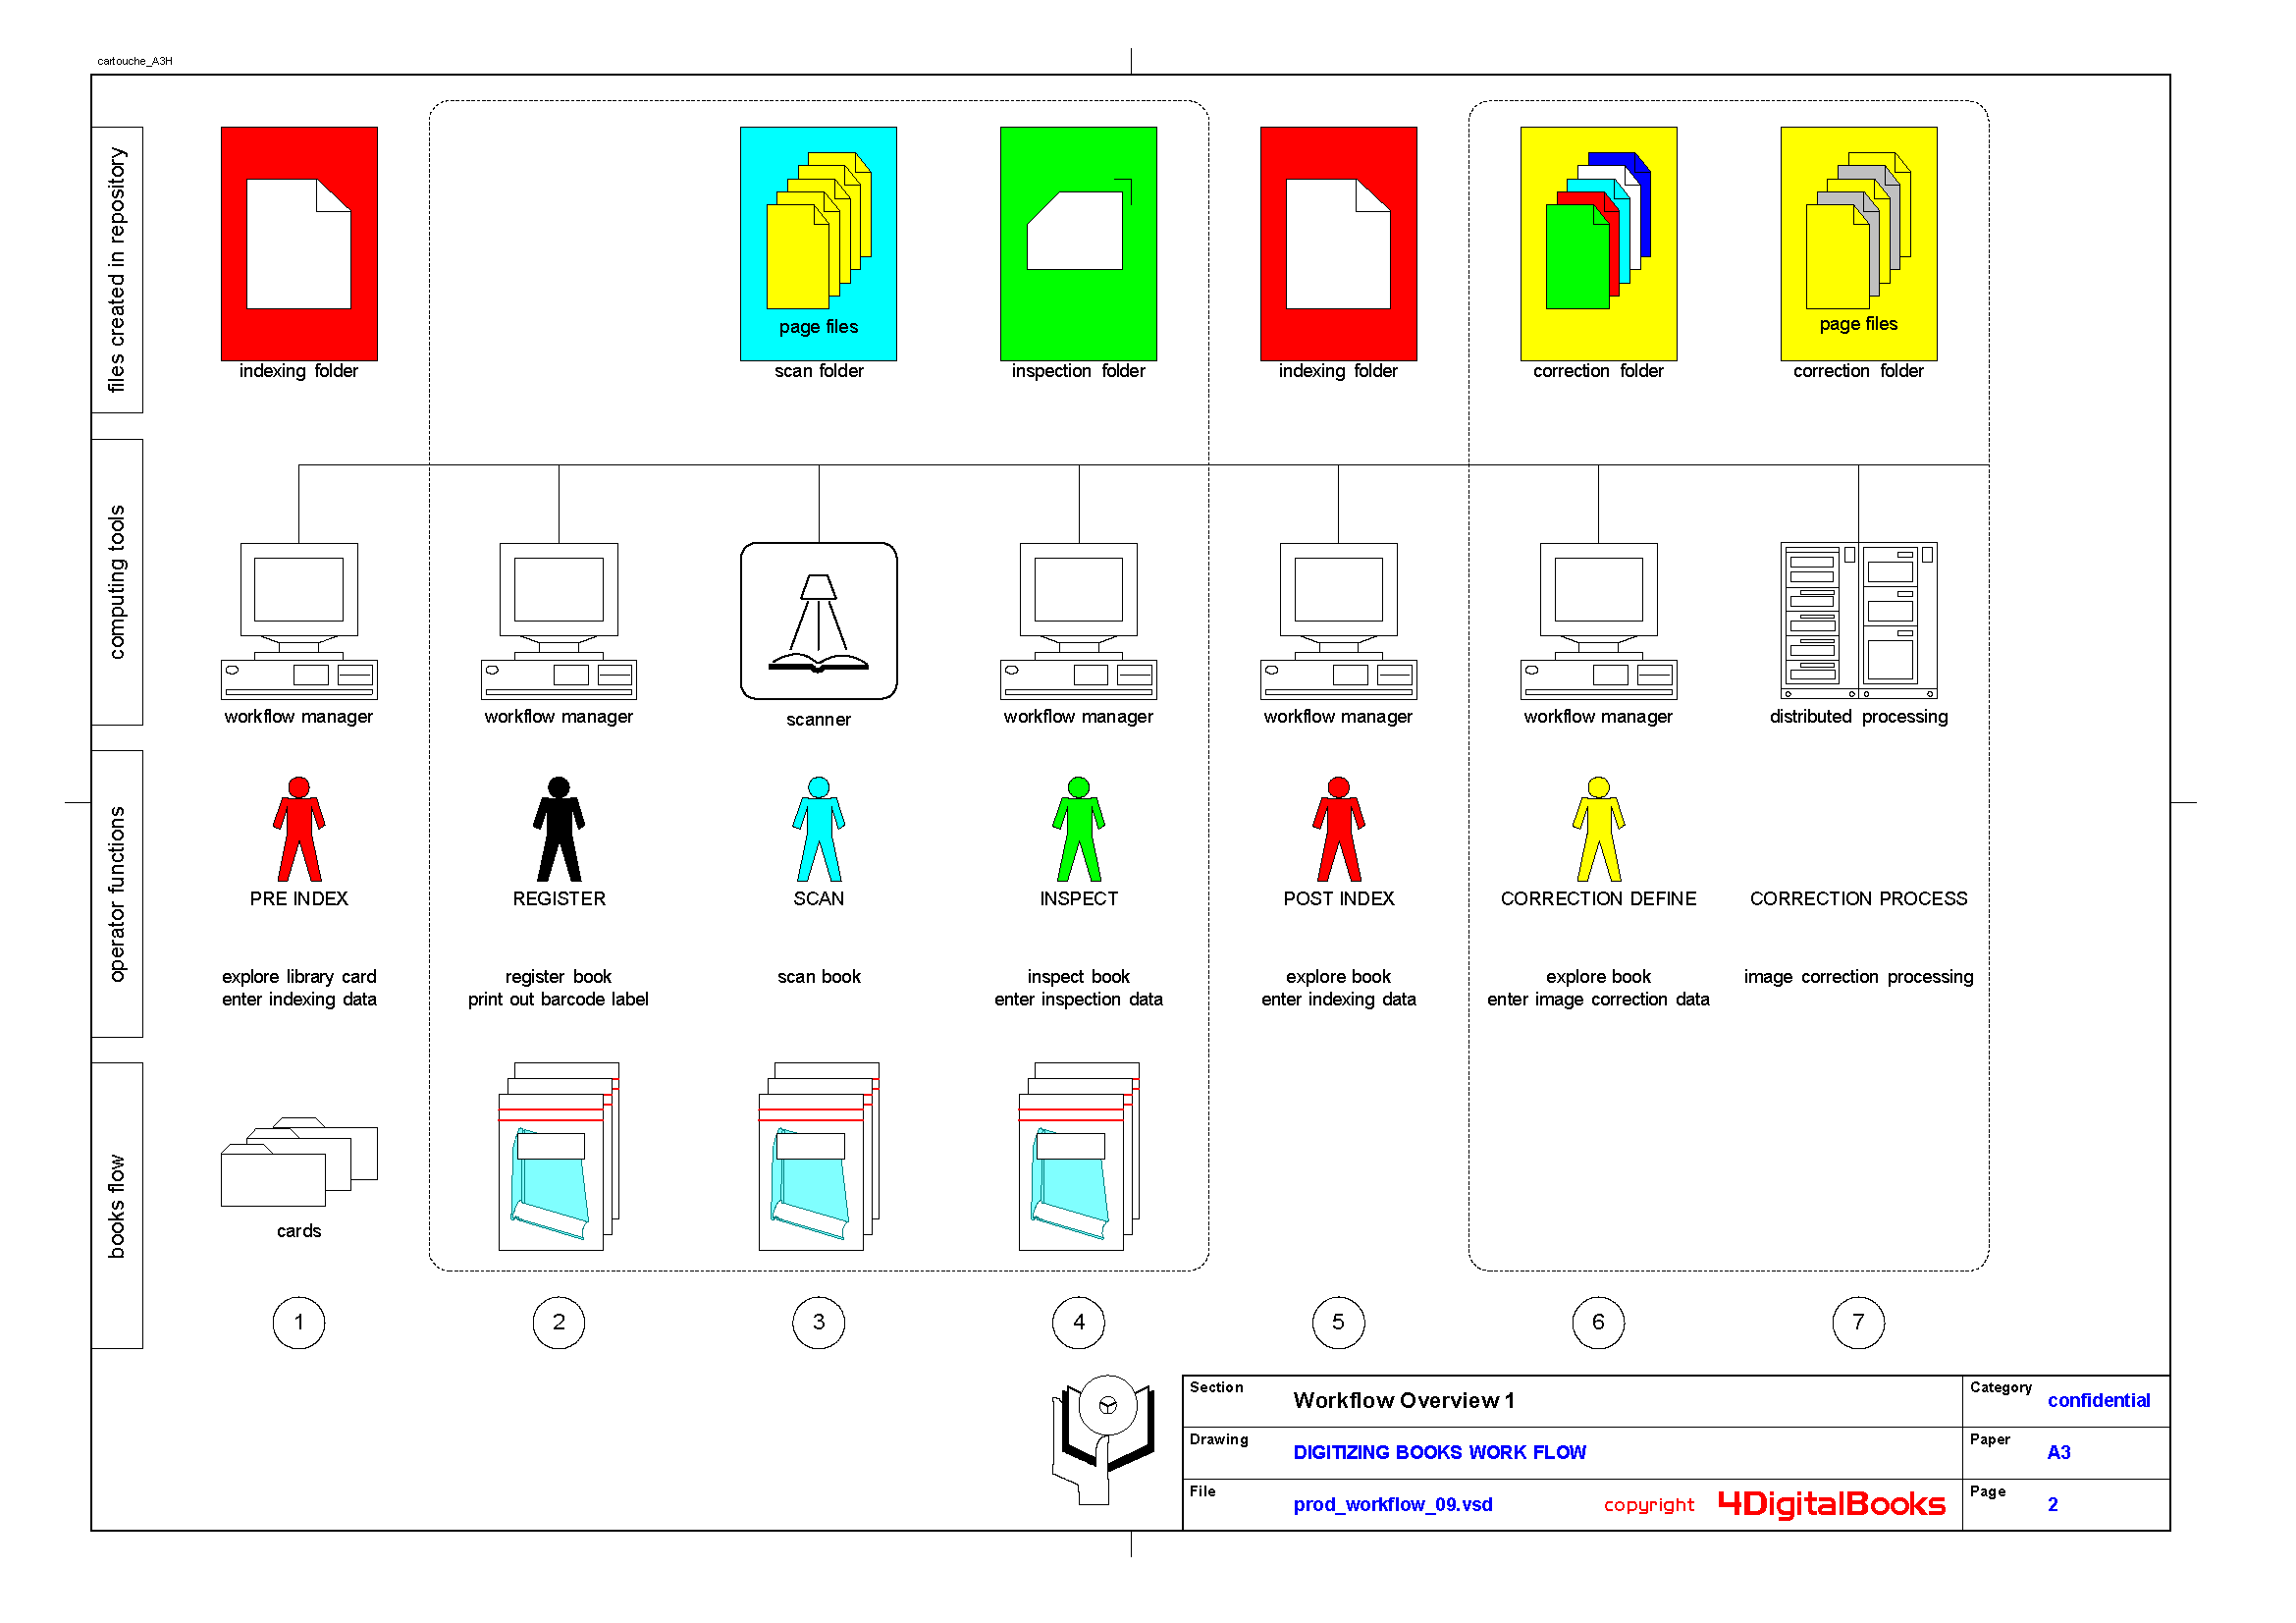 cartouche_A3H
files created in repository
indexing folder
page files
scan folder
inspection folder
indexing folder
correction folder
page files
correction folder
computing tools
workflow manager
workflow manager
scanner
workflow manager
workflow manager
workflow manager
distributed processing
operator functions
PRE INDEX
REGISTER
SCAN
INSPECT
POST INDEX
CORRECTION DEFINE
CORRECTION PROCESS
explore library card
enter indexing data
register book
print out barcode label
scan book
inspect book
enter inspection data
explore book
enter indexing data
explore book
enter image correction data
image correction processing
books flow
cards
1
2
3
4
5
6
7
Section
Workflow Overview 1
Category
confidential
Drawing
DIGITIZING BOOKS WORK FLOW
Paper
A3
File
prod_workflow_09.vsd
copyright 4DigitalBooks
Page
2